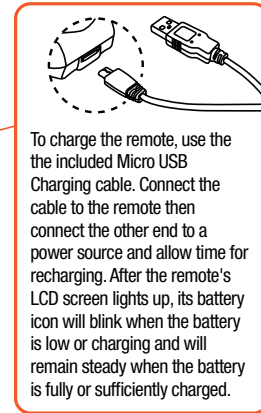 To charge the remote, use the
the included Micro USB
Charging cable. Connect the
cable to the remote then
connect the other end to a
power source and allow time for
recharging. After the remote's
LCD screen lights up, its battery
icon will blink when the battery
is low or charging and will
remain steady when the battery
is fully or sufficiently charged.